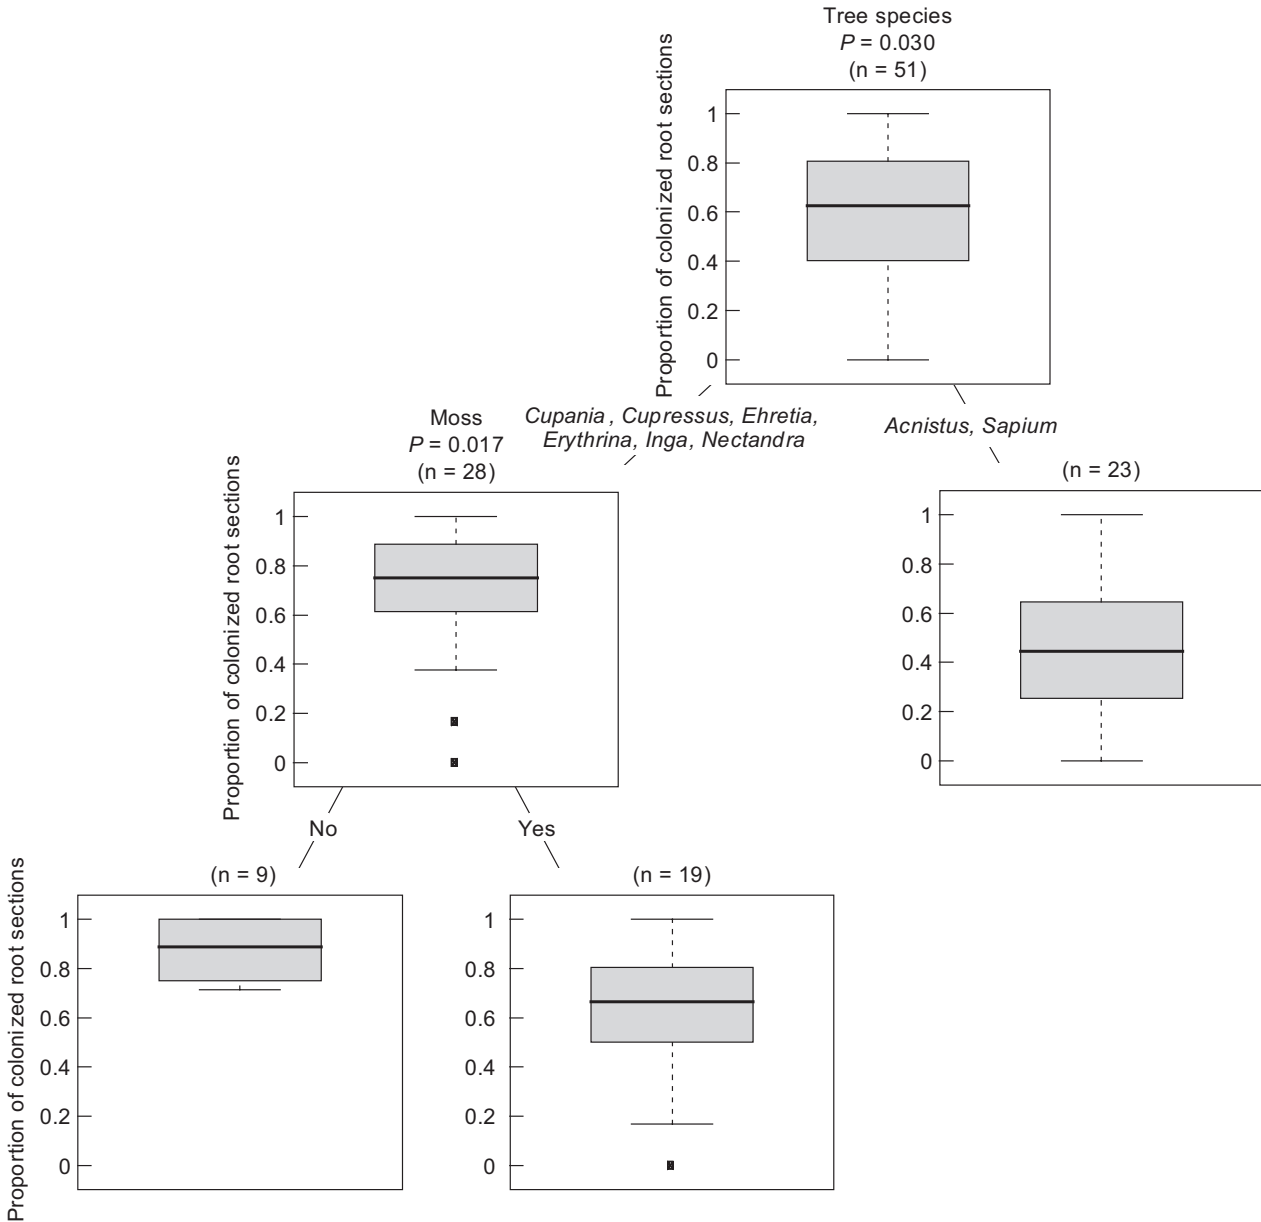 Tree species
P = 0.030
(n = 51)
Proportion of colonized root sections
1
0.8
0.6
0.4
0.2
0
Cupania , Cupressus, Ehretia,
Erythrina, Inga, Nectandra
Acnistus, Sapium
Moss
P = 0.017
(n = 28)
Proportion of colonized root sections
1
0.8
0.6
0.4
0.2
0
(n = 23)
1
0.8
0.6
0.4
0.2
0
No
Yes
(n = 9)
Proportion of colonized root sections
1
0.8
0.6
0.4
0.2
0
(n = 19)
1
0.8
0.6
0.4
0.2
0